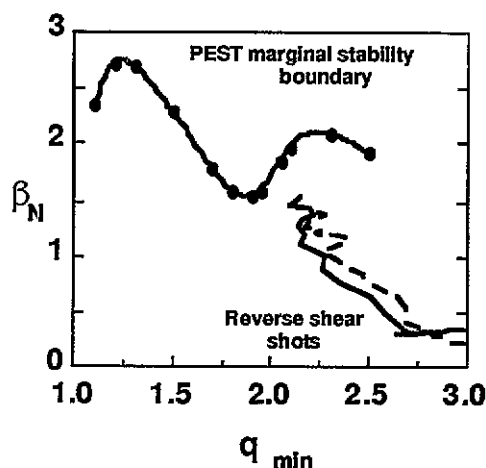 3
PEST marginal stability
boundary
2
β_N
1
Reverse shear
shots
0
1.0 1.5 2.0 2.5 3.0
q min